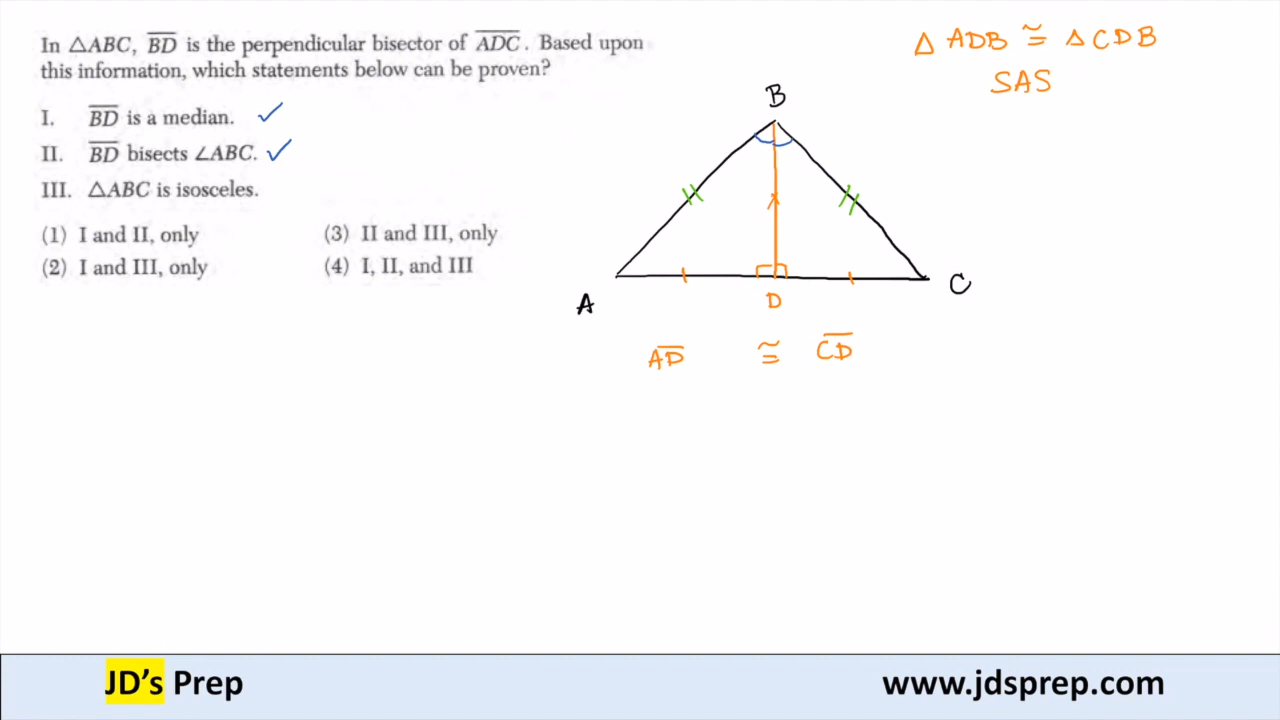 In △ABC, BD is the perpendicular bisector of ADC. Based upon
this information, which statements below can be proven?
I. BD is a median. ✓
II. BD bisects ∠ABC. ✓
III. △ABC is isosceles.
(1) I and II, only
(3) II and III, only
(2) I and III, only
(4) I, II, and III
△ ADB ≅ △ CDB
SAS
B
A
D
C
AD ≅ CD
JD's Prep
www.jdsprep.com